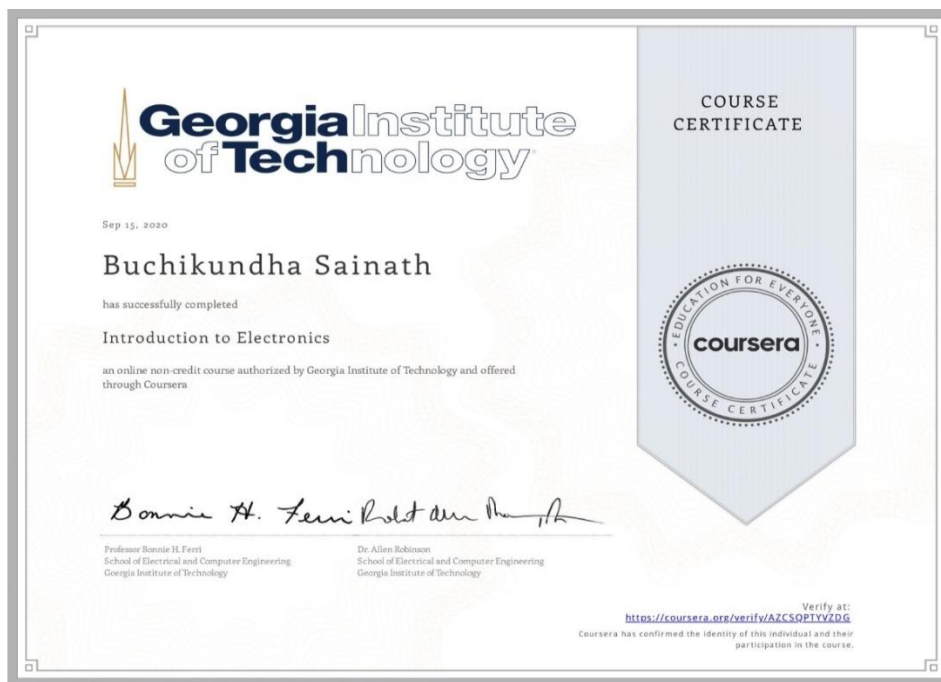 Georgia Institute
of Technology
COURSE
CERTIFICATE
Sep 15, 2020
Buchikundha Sainath
has successfully completed
Introduction to Electronics
an online non-credit course authorized by Georgia Institute of Technology and offered
through Coursera
EDUCATION FOR EVERYONE
coursera
COURSE CERTIFICATE
Bonnie H. Ferri
Professor Bonnie H. Ferri
School of Electrical and Computer Engineering
Goergia Institute of Technology
Dr. Allen Robinson
School of Electrical and Computer Engineering
Georgia Institute of Technology
Verify at:
https://coursera.org/verify/AZCSQPTYVZDG
Coursera has confirmed the identity of this individual and their
participation in the course.